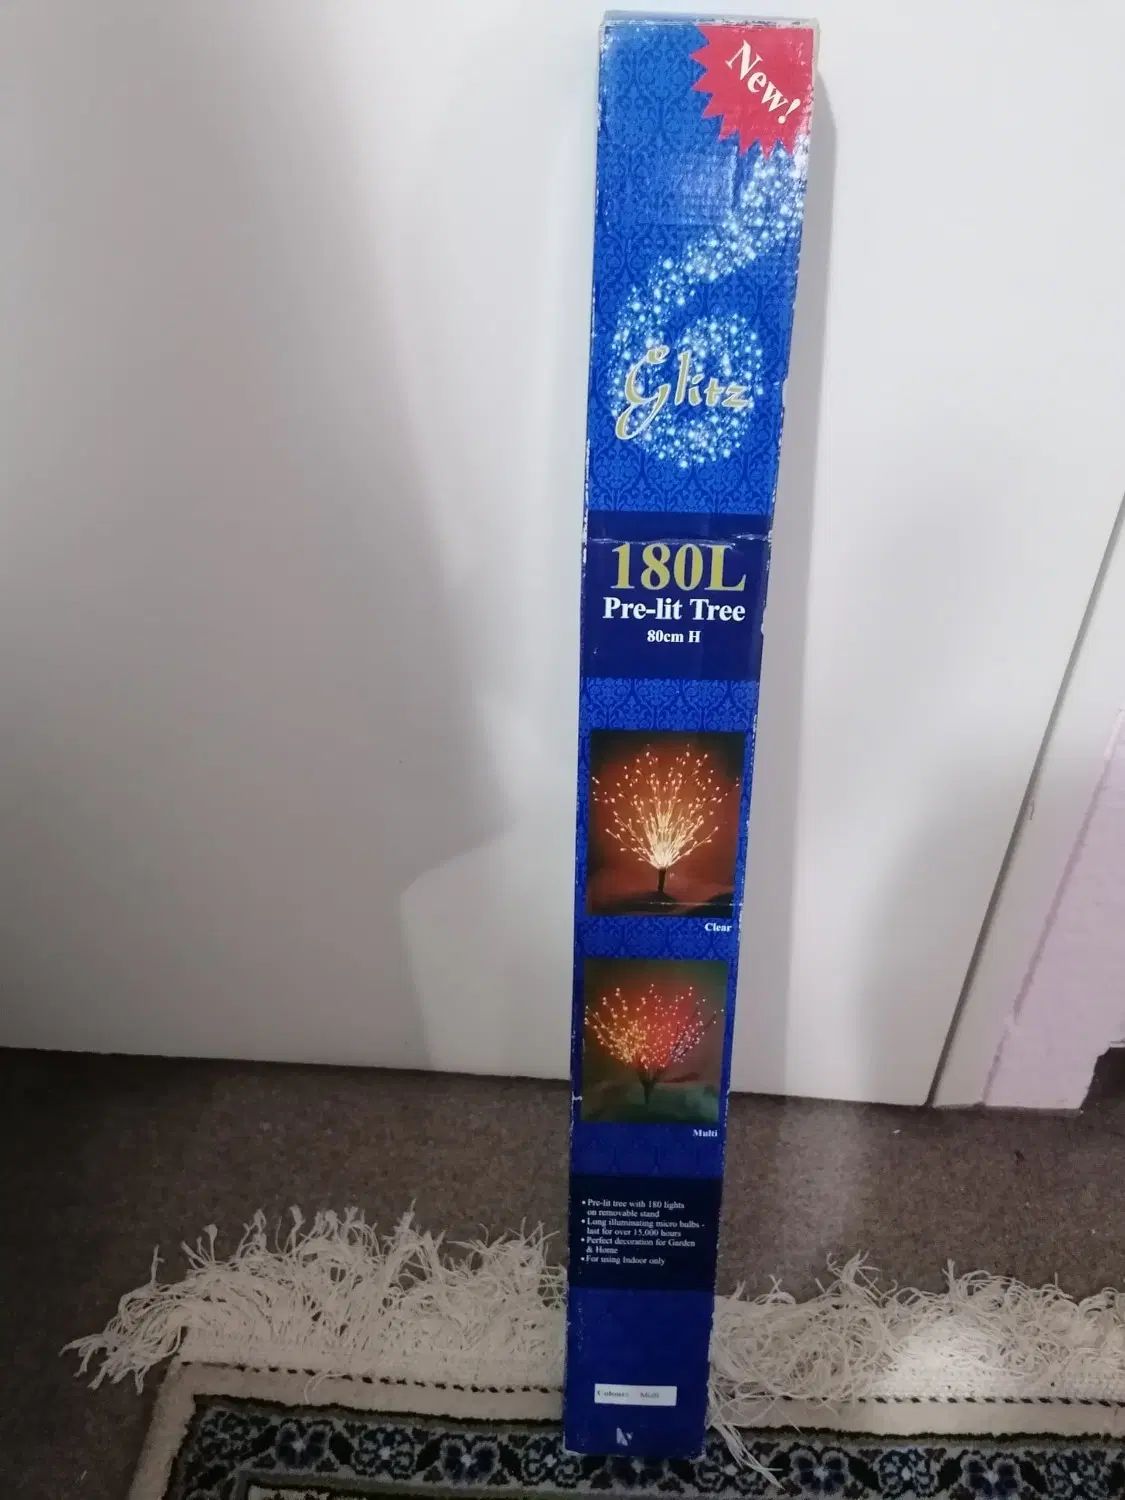 New!
Glitz
180L
Pre-lit Tree
80cm H
Clear
Multi
• Pre-lit tree with 180 lights
on removable stand
• Long illuminating micro bulbs -
last for over 15,000 hours
• Perfect decoration for Garden
& Home
• For using Indoor only
Colour: Multi